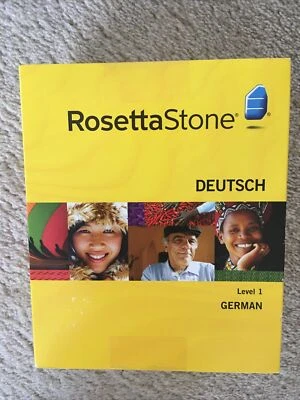 RosettaStone®
DEUTSCH
Level 1
GERMAN